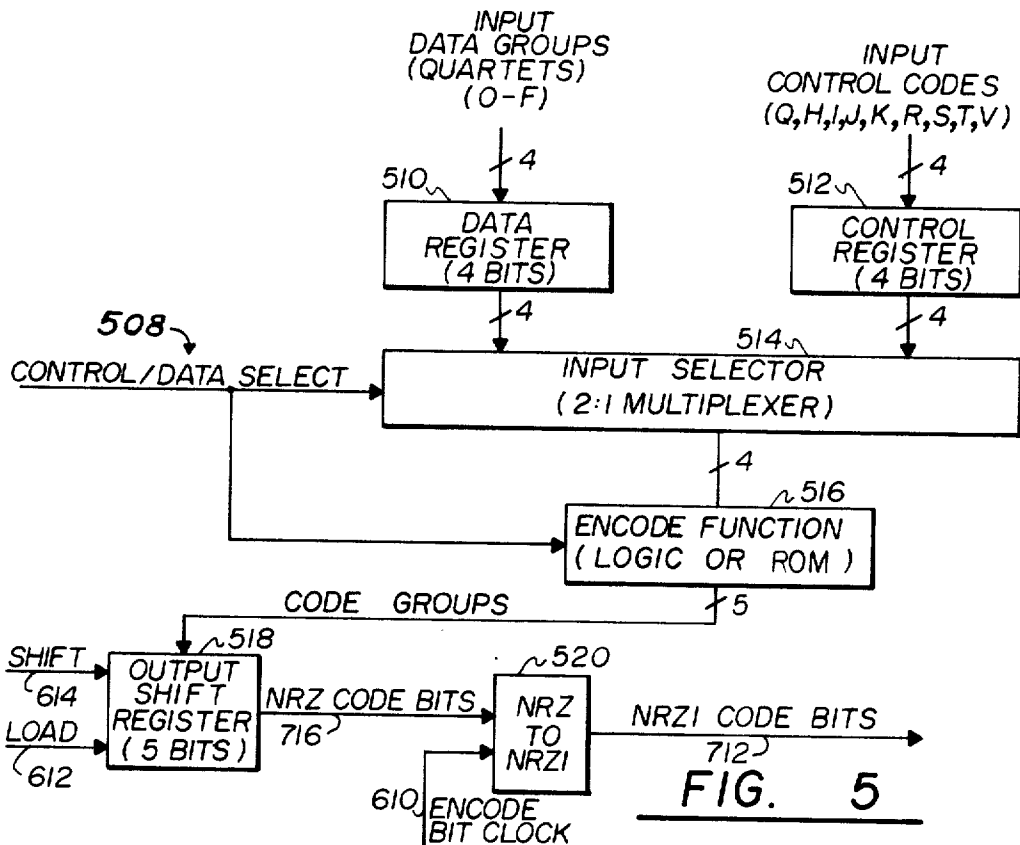 INPUT
DATA GROUPS
(QUARTETS)
(0-F)
INPUT
CONTROL CODES
(Q,H,I,J,K,R,S,T,V)
4
4
510
512
DATA
REGISTER
(4 BITS)
CONTROL
REGISTER
(4 BITS)
4
4
508
514
CONTROL/DATA SELECT
INPUT SELECTOR
(2:1 MULTIPLEXER)
4
516
ENCODE FUNCTION
(LOGIC OR ROM)
5
CODE GROUPS
518
SHIFT
614
LOAD
612
OUTPUT
SHIFT
REGISTER
(5 BITS)
NRZ CODE BITS
716
520
NRZ
TO
NRZI
NRZI CODE BITS
712
610
ENCODE
BIT CLOCK
FIG. 5